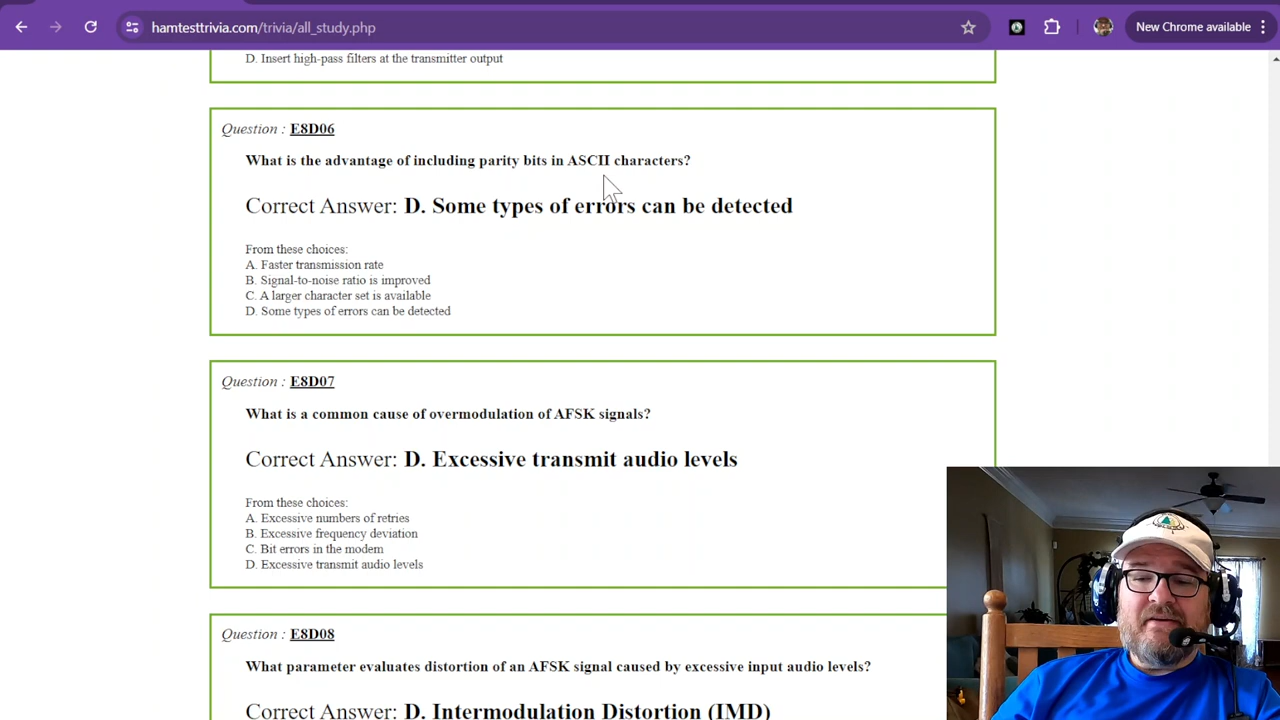 hamtesttrivia.com/trivia/all_study.php
New Chrome available
D. Insert high-pass filters at the transmitter output
Question : E8D06
What is the advantage of including parity bits in ASCII characters?
Correct Answer: D. Some types of errors can be detected
From these choices:
A. Faster transmission rate
B. Signal-to-noise ratio is improved
C. A larger character set is available
D. Some types of errors can be detected
Question : E8D07
What is a common cause of overmodulation of AFSK signals?
Correct Answer: D. Excessive transmit audio levels
From these choices:
A. Excessive numbers of retries
B. Excessive frequency deviation
C. Bit errors in the modem
D. Excessive transmit audio levels
Question : E8D08
What parameter evaluates distortion of an AFSK signal caused by excessive input audio levels?
Correct Answer: D. Intermodulation Distortion (IMD)